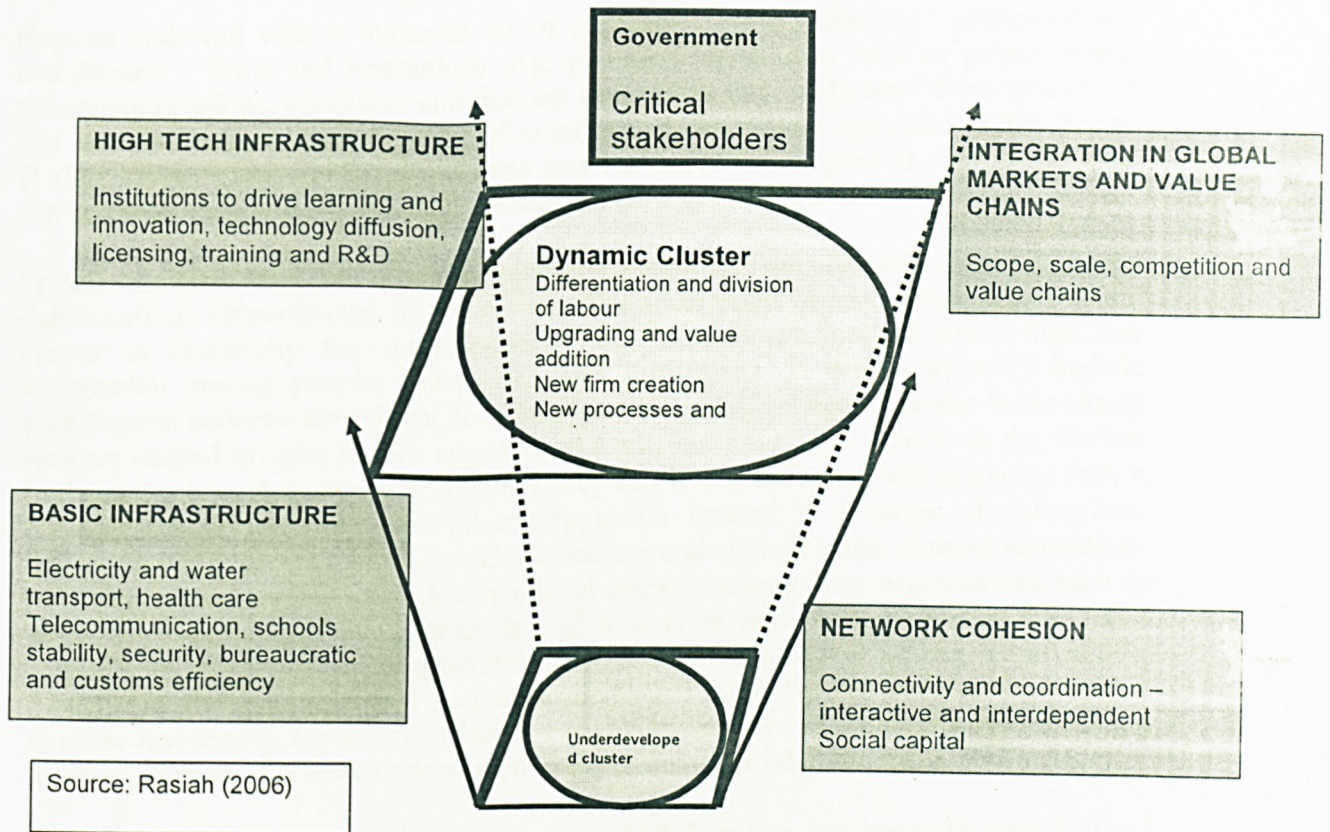 Government
Critical
stakeholders
HIGH TECH INFRASTRUCTURE
Institutions to drive learning and
innovation, technology diffusion,
licensing, training and R&D
INTEGRATION IN GLOBAL
MARKETS AND VALUE
CHAINS
Scope, scale, competition and
value chains
Dynamic Cluster
Differentiation and division
of labour
Upgrading and value
addition
New firm creation
New processes and
BASIC INFRASTRUCTURE
Electricity and water
transport, health care
Telecommunication, schools
stability, security, bureaucratic
and customs efficiency
NETWORK COHESION
Connectivity and coordination –
interactive and interdependent
Social capital
Underdevelope
d cluster
Source: Rasiah (2006)